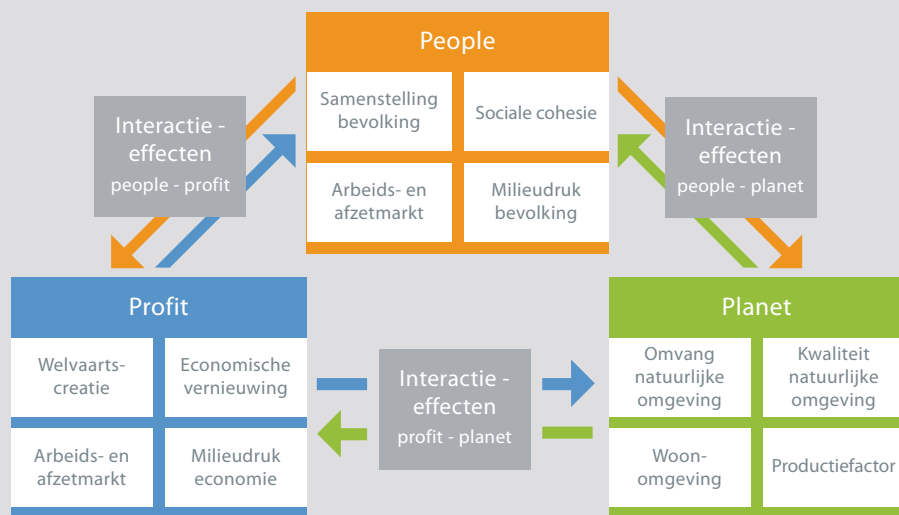 People
Samenstelling
bevolking
Sociale cohesie
Arbeids- en
afzetmarkt
Milieudruk
bevolking
Interactie -
effecten
people - profit
Interactie -
effecten
people - planet
Profit
Welvaarts-
creatie
Economische
vernieuwing
Arbeids- en
afzetmarkt
Milieudruk
economie
Interactie -
effecten
profit - planet
Planet
Omvang
natuurlijke
omgeving
Kwaliteit
natuurlijke
omgeving
Woon-
omgeving
Productiefactor